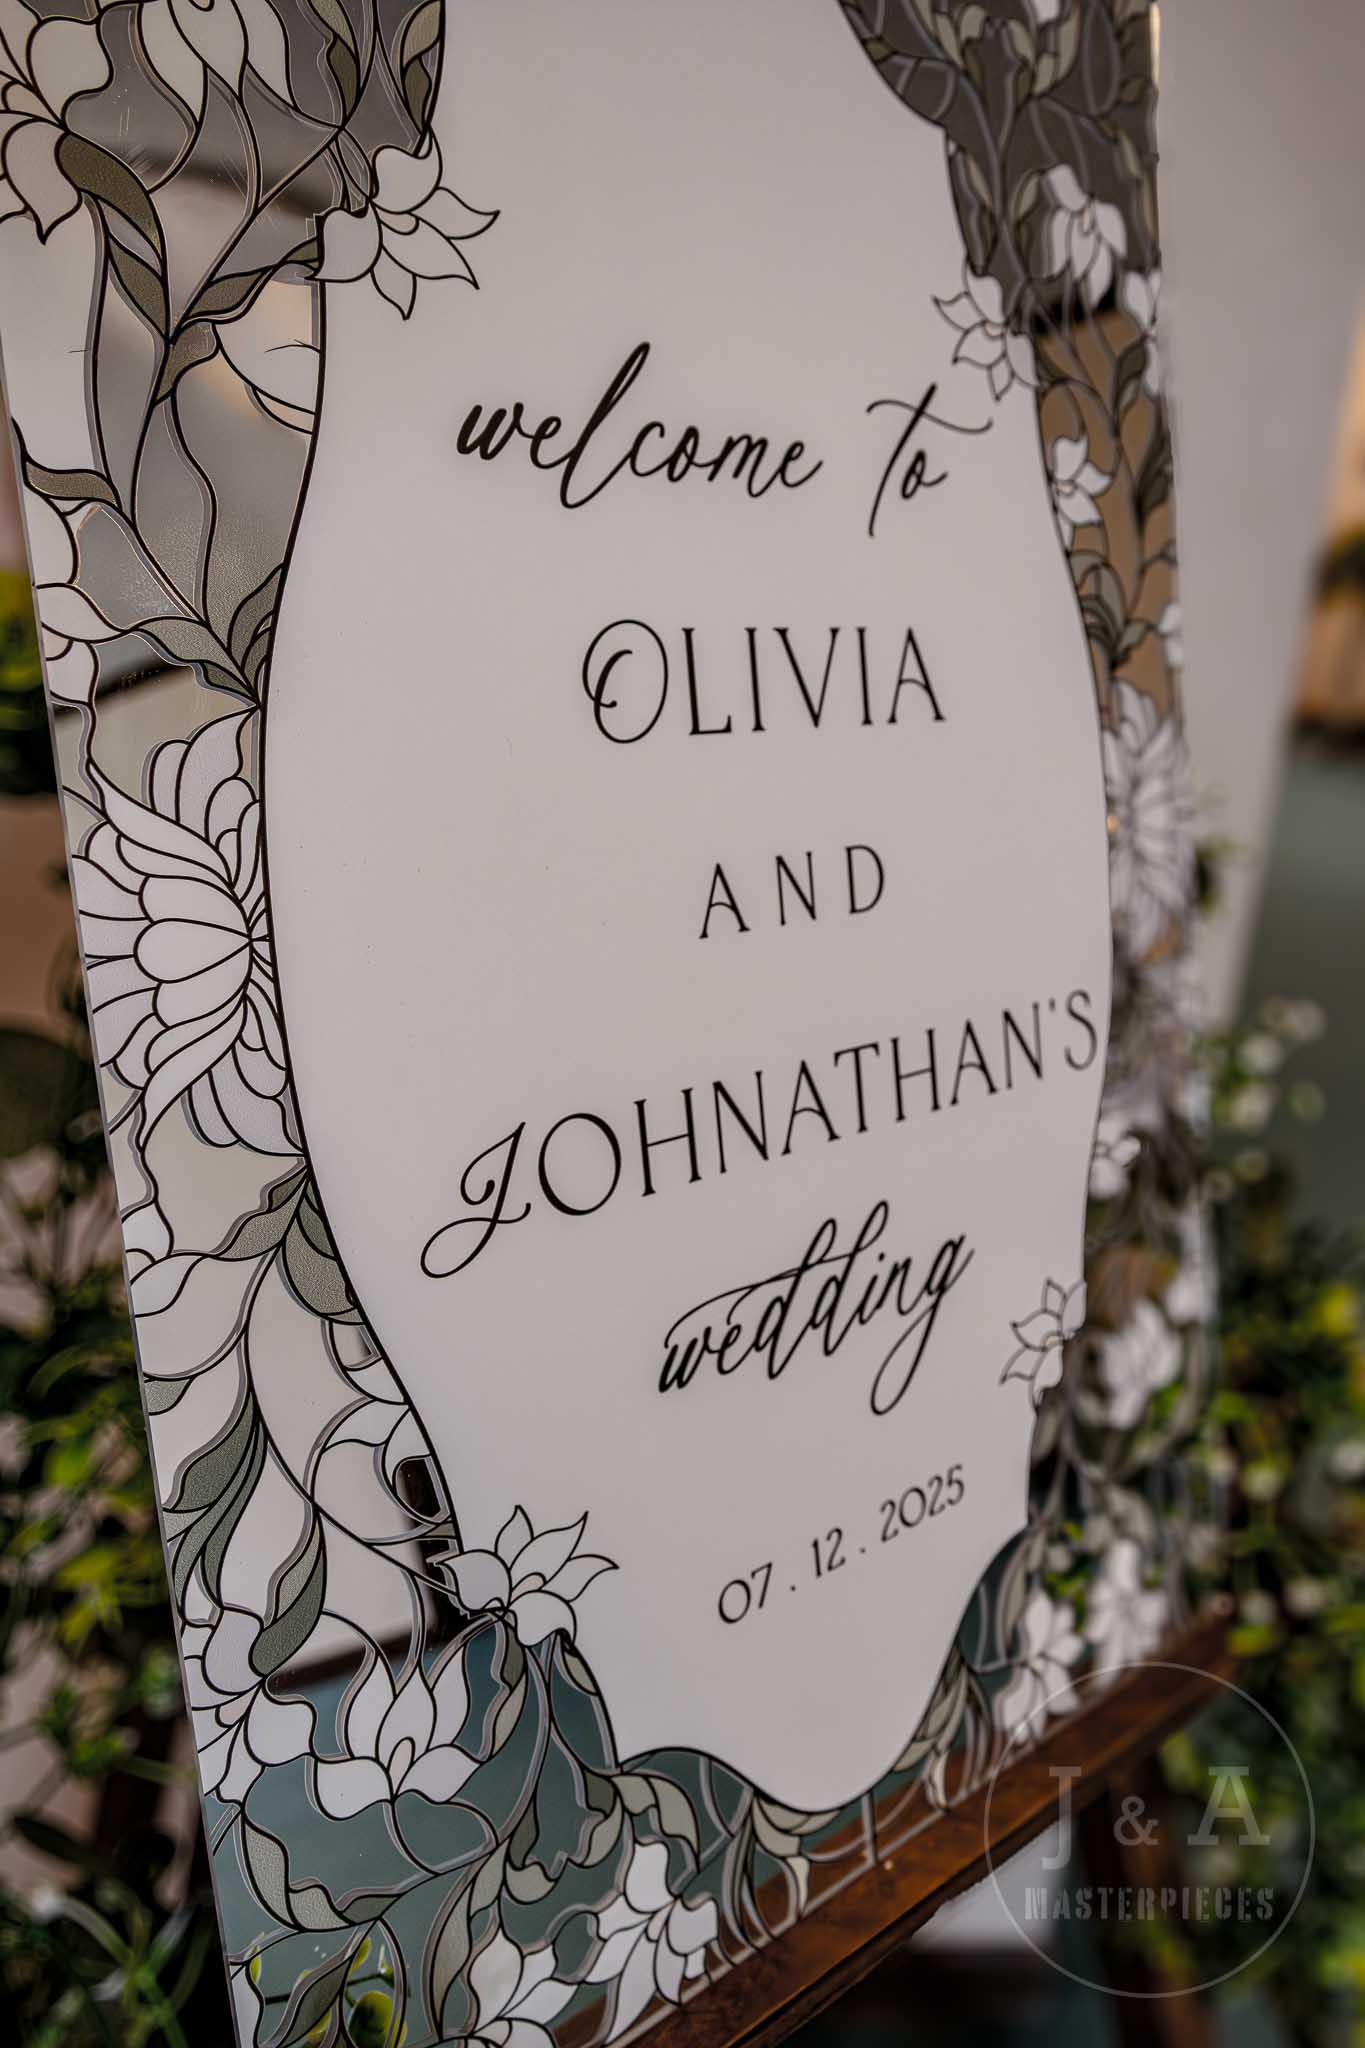 welcome to
OLIVIA
AND
JOHNATHAN'S
wedding
07.12.2025
J & A
MASTERPIECES